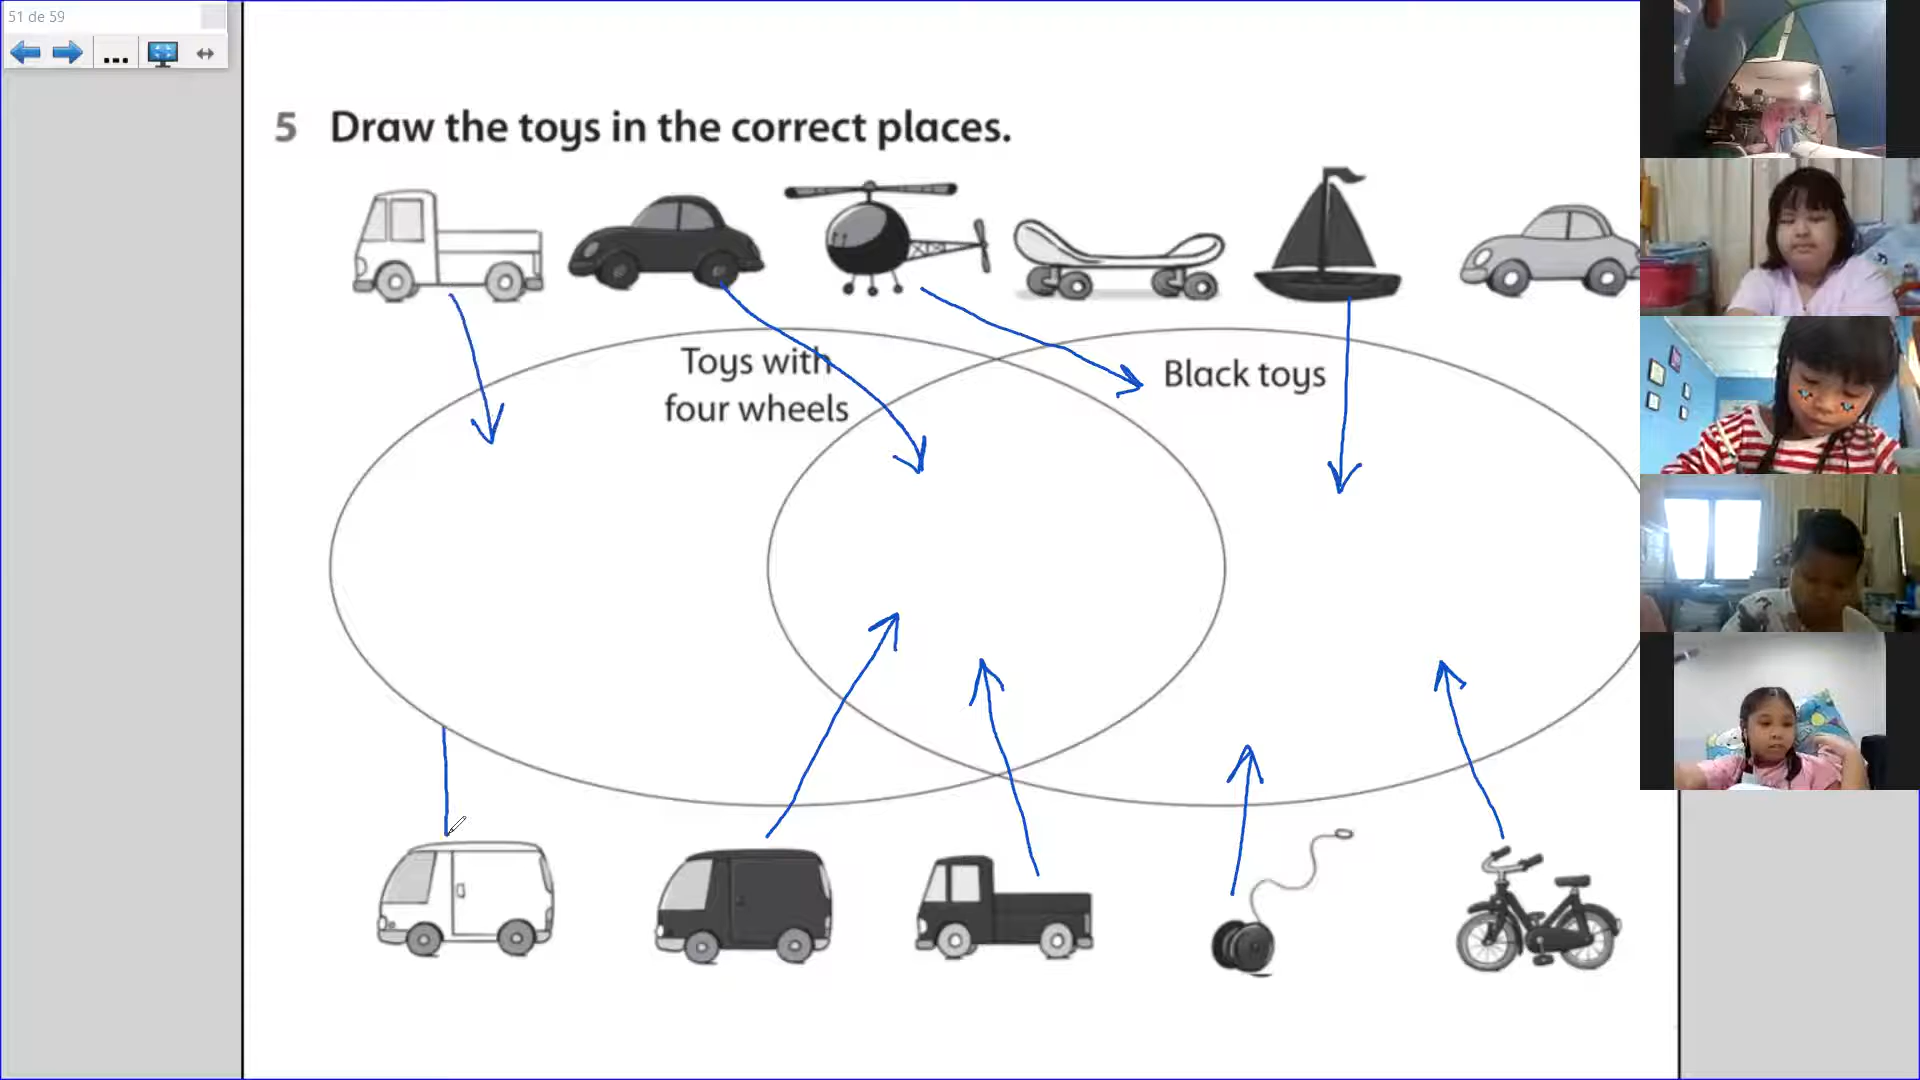 51 de 59
...
5 Draw the toys in the correct places.
Toys with
four wheels
Black toys